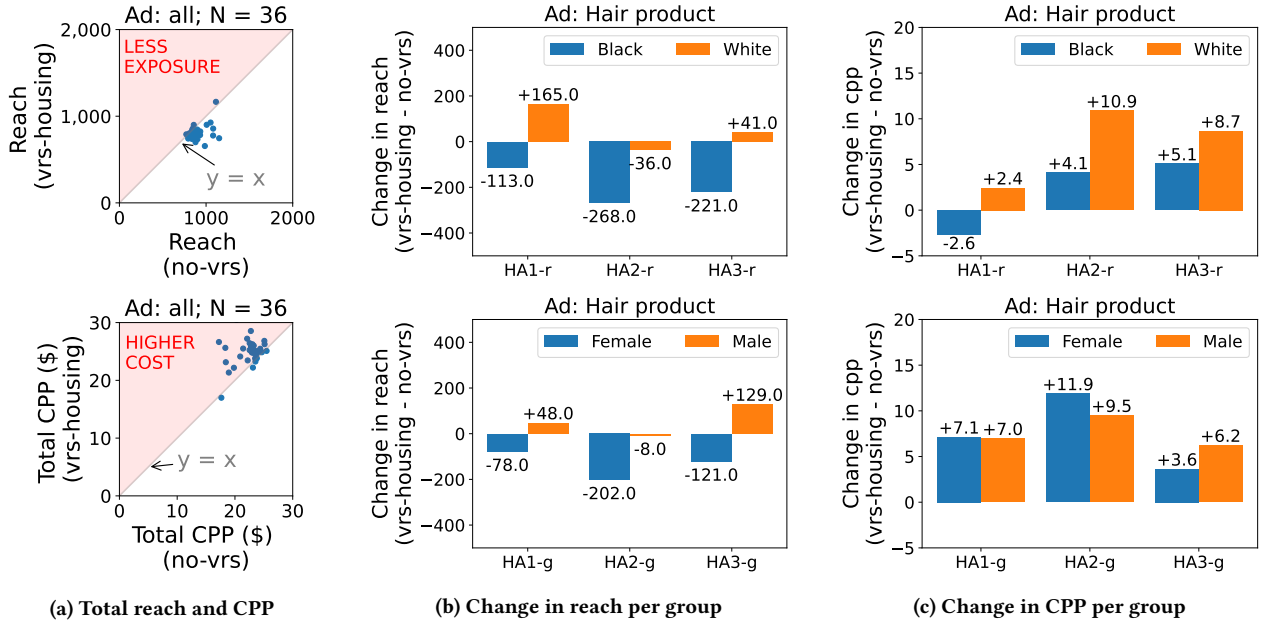 Ad: all; N = 36
2,000
1,000
0
0
1000
2000
LESS
EXPOSURE
y = x
Reach
(vrs-housing)
Reach
(no-vrs)
Ad: Hair product
Black
White
400
200
0
−200
−400
Change in reach
(vrs-housing - no-vrs)
-113.0
+165.0
-268.0
-36.0
-221.0
+41.0
HA1-r
HA2-r
HA3-r
Ad: Hair product
Black
White
20
15
10
5
0
−5
Change in cpp
(vrs-housing - no-vrs)
-2.6
+2.4
+4.1
+10.9
+5.1
+8.7
HA1-r
HA2-r
HA3-r
Ad: all; N = 36
30
20
10
0
0
10
20
30
HIGHER
COST
y = x
Total CPP ($)
(vrs-housing)
Total CPP ($)
(no-vrs)
Ad: Hair product
Female
Male
400
200
0
−200
−400
Change in reach
(vrs-housing - no-vrs)
-78.0
+48.0
-202.0
-8.0
-121.0
+129.0
HA1-g
HA2-g
HA3-g
Ad: Hair product
Female
Male
20
15
10
5
0
−5
Change in cpp
(vrs-housing - no-vrs)
+7.1
+7.0
+11.9
+9.5
+3.6
+6.2
HA1-g
HA2-g
HA3-g
(a) Total reach and CPP
(b) Change in reach per group
(c) Change in CPP per group